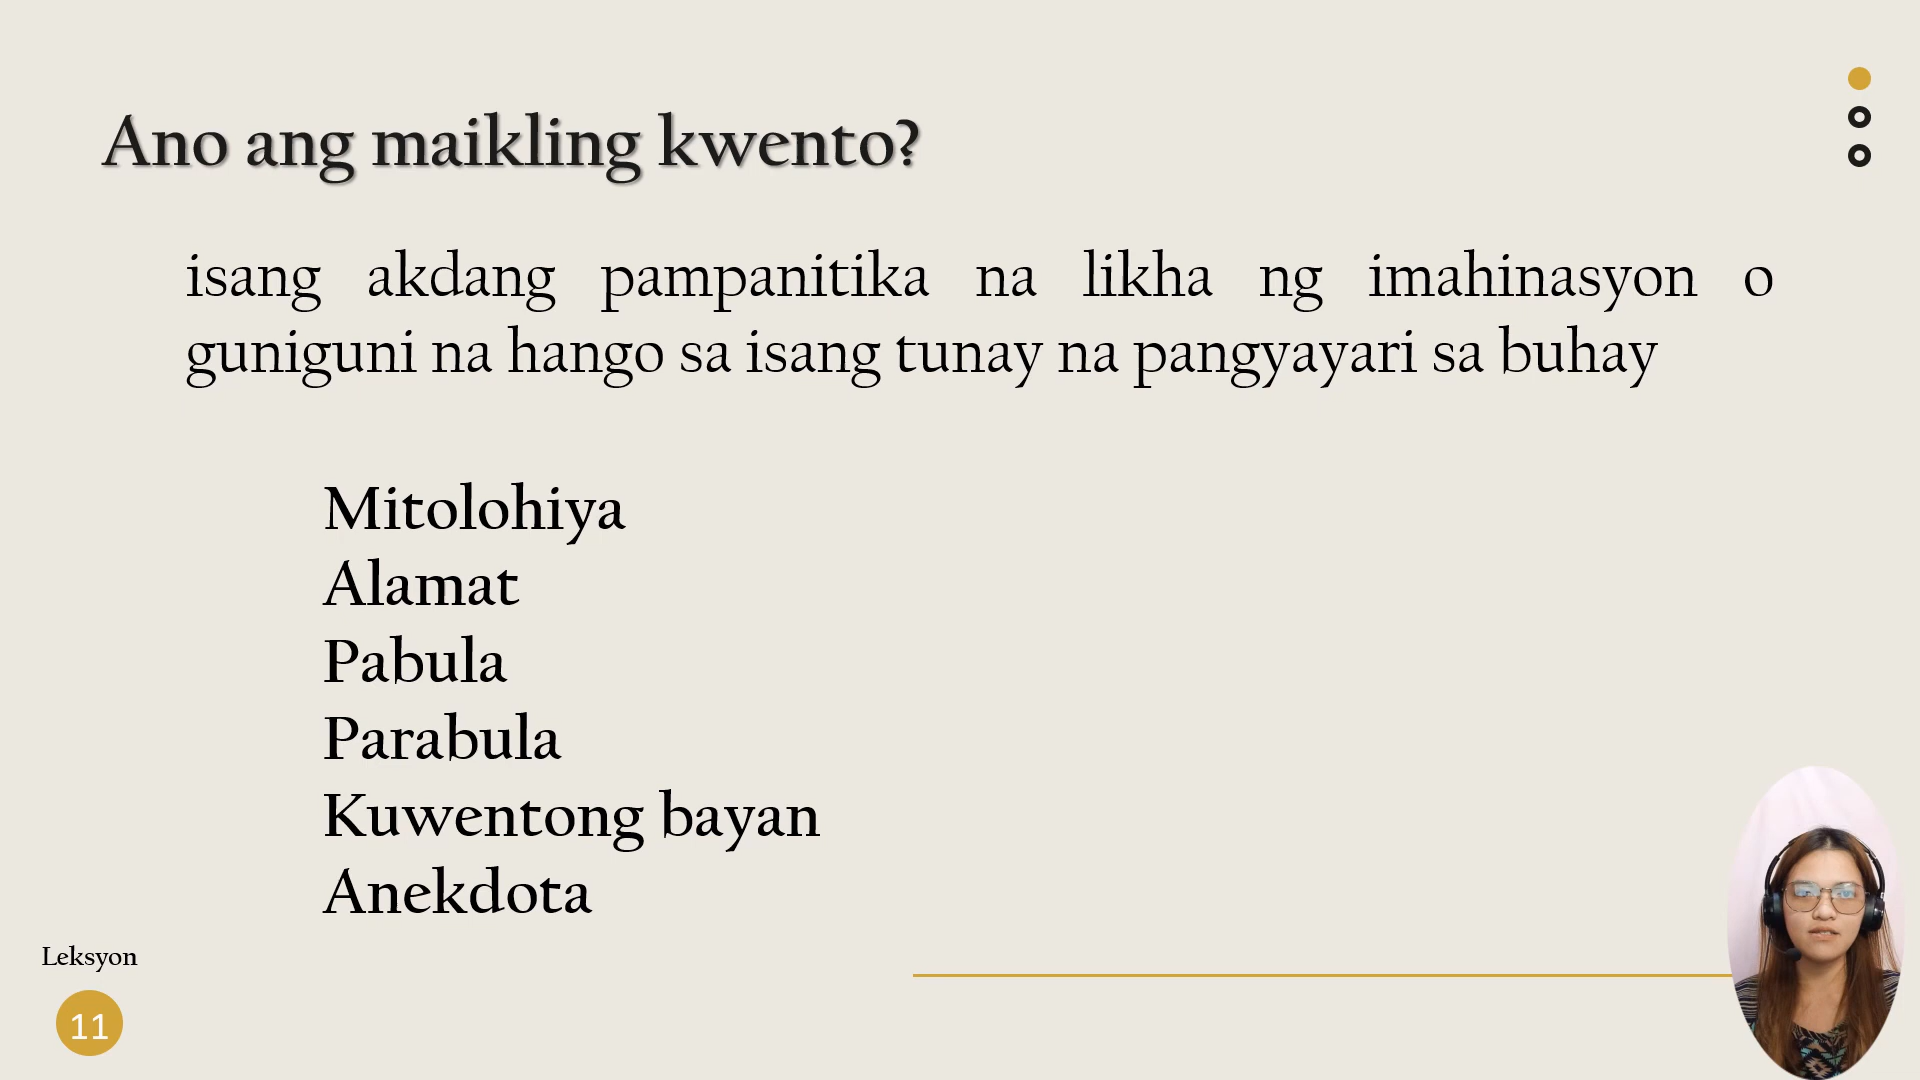 Ano ang maikling kwento?
isang akdang pampanitika na likha ng imahinasyon o
guniguni na hango sa isang tunay na pangyayari sa buhay
Mitolohiya
Alamat
Pabula
Parabula
Kuwentong bayan
Anekdota
Leksyon
11